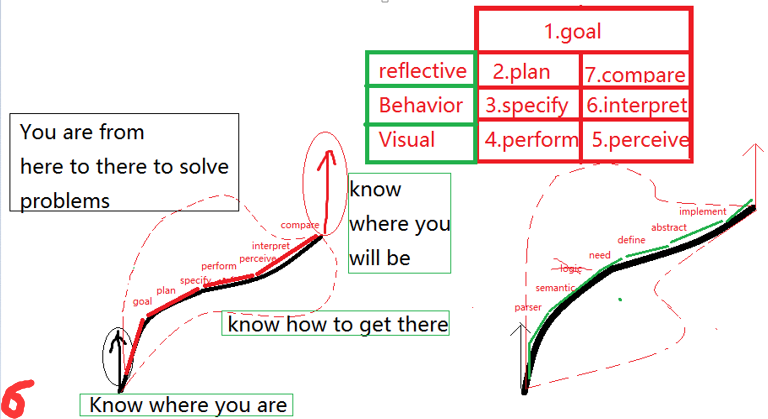 1.goal
reflective 2.plan 7.compare
Behavior 3.specify 6.interpret
Visual 4.perform 5.perceive
You are from
here to there to solve
problems
know
where you
will be
compare
interpret
perceive
perform
specify
plan
goal
know how to get there
Know where you are
6
implement
abstract
define
need
logic
semantic
parser